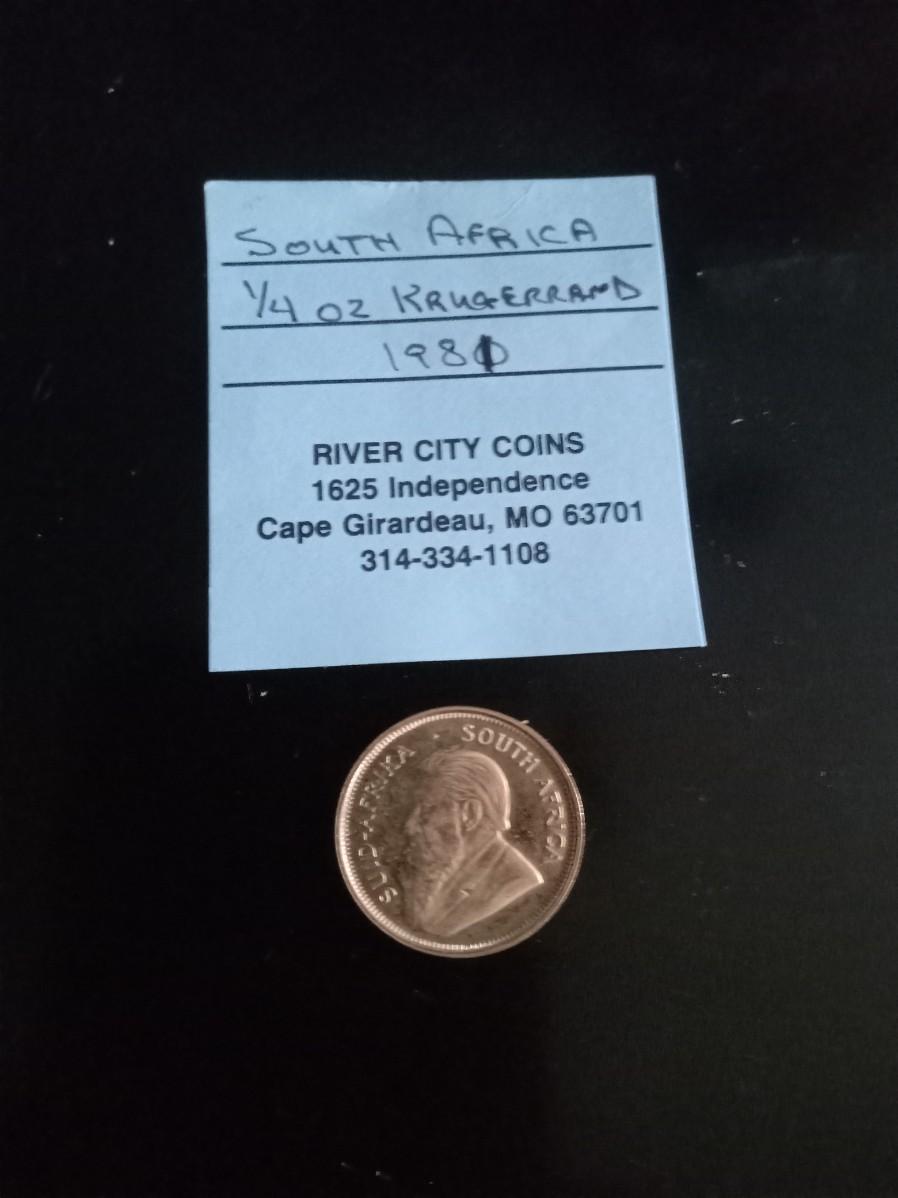 SOUTH AFRICA
1/4 OZ KRUGERRAND
1981
RIVER CITY COINS
1625 Independence
Cape Girardeau, MO 63701
314-334-1108
SUID-AFRIKA · SOUTH AFRICA